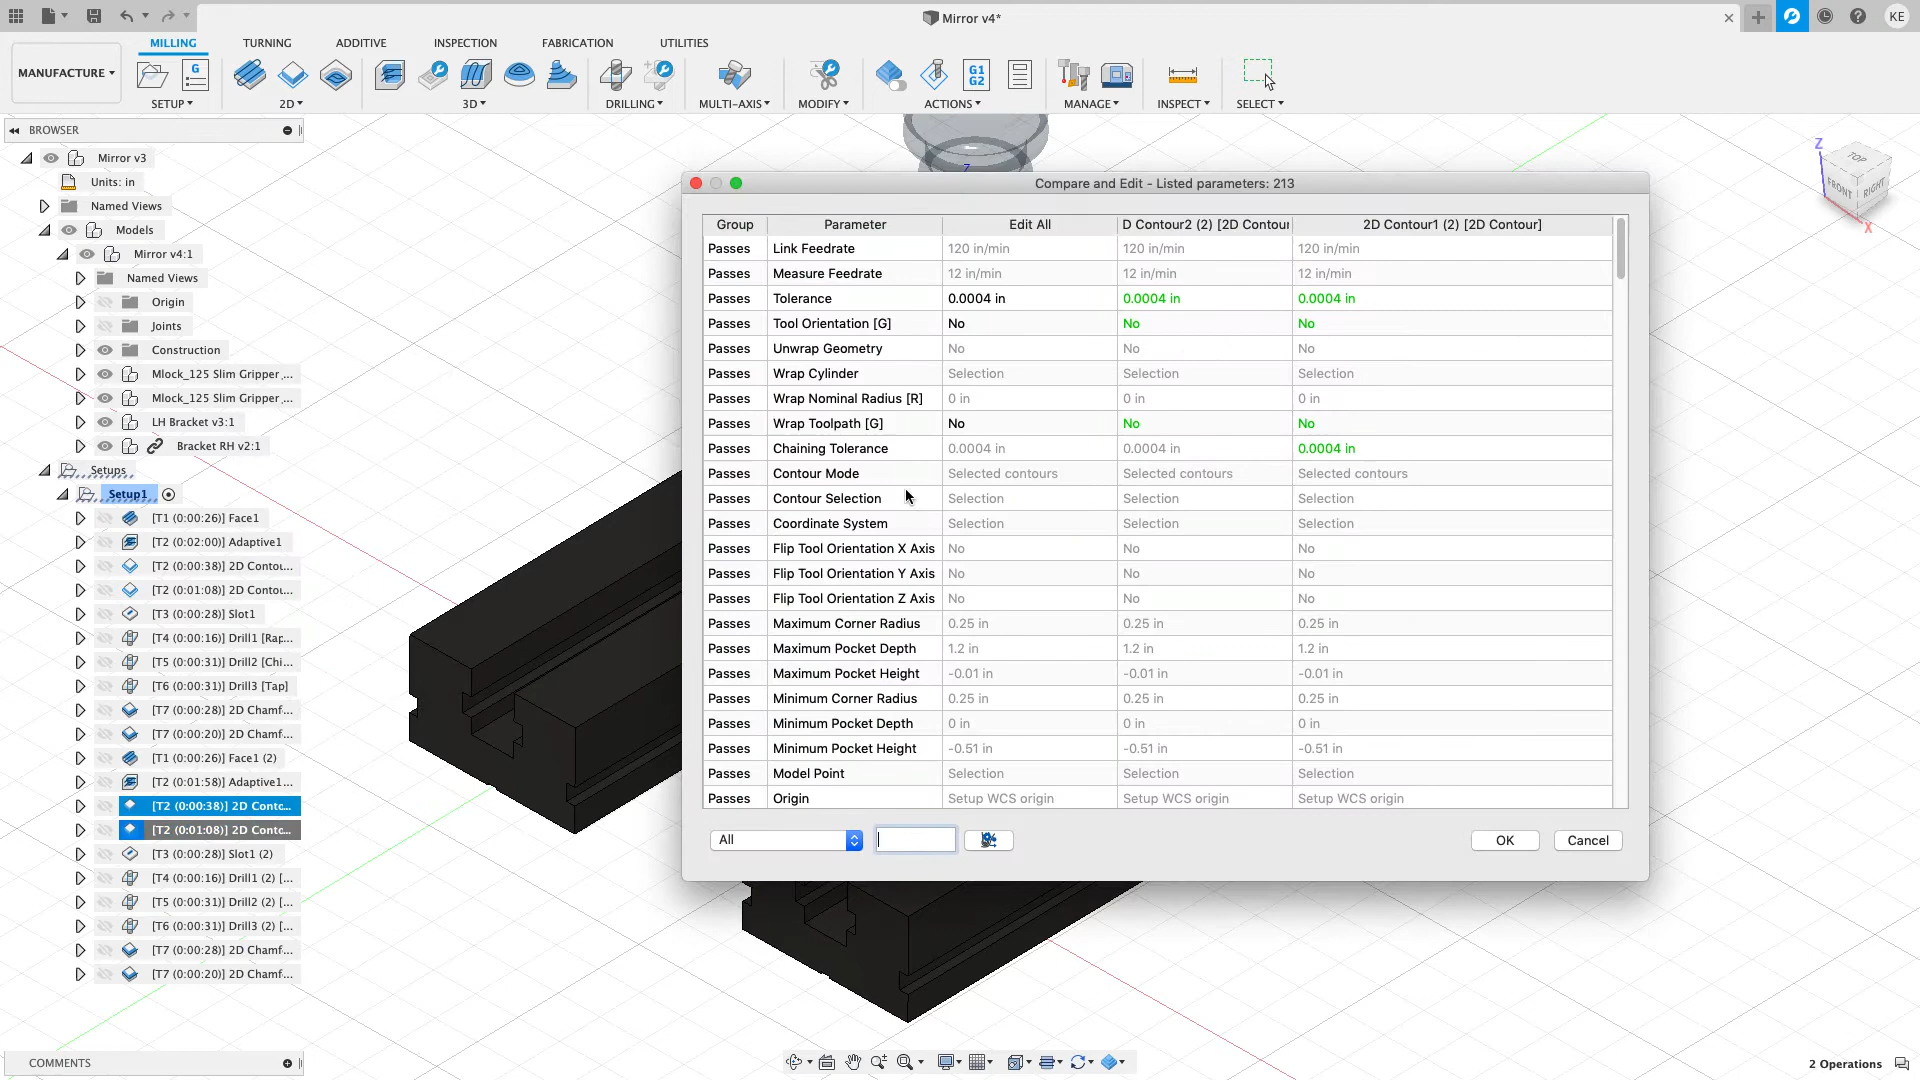 Mirror v4*
KE
MANUFACTURE
MILLING
TURNING
ADDITIVE
INSPECTION
FABRICATION
UTILITIES
G
G1
G2
SETUP
2D
3D
DRILLING
MULTI-AXIS
MODIFY
ACTIONS
MANAGE
INSPECT
SELECT
BROWSER
Mirror v3
Units: in
Named Views
Models
Mirror v4:1
Named Views
Origin
Joints
Construction
Mlock_125 Slim Gripper_...
Mlock_125 Slim Gripper_...
LH Bracket v3:1
Bracket RH v2:1
Setups
Setup1
[T1 (0:00:26)] Face1
[T2 (0:02:00)] Adaptive1
[T2 (0:00:38)] 2D Contou...
[T2 (0:01:08)] 2D Contou...
[T3 (0:00:28)] Slot1
[T4 (0:00:16)] Drill1 [Rap...
[T5 (0:00:31)] Drill2 [Chi...
[T6 (0:00:31)] Drill3 [Tap]
[T7 (0:00:28)] 2D Chamf...
[T7 (0:00:20)] 2D Chamf...
[T1 (0:00:26)] Face1 (2)
[T2 (0:01:58)] Adaptive1...
[T2 (0:00:38)] 2D Contc...
[T2 (0:01:08)] 2D Contc...
[T3 (0:00:28)] Slot1 (2)
[T4 (0:00:16)] Drill1 (2) [...
[T5 (0:00:31)] Drill2 (2) [...
[T6 (0:00:31)] Drill3 (2) [...
[T7 (0:00:28)] 2D Chamf...
[T7 (0:00:20)] 2D Chamf...
COMMENTS
Z
TOP
FRONT
RIGHT
X
Z
Compare and Edit - Listed parameters: 213
Group Parameter Edit All D Contour2 (2) [2D Contour 2D Contour1 (2) [2D Contour]
Passes Link Feedrate 120 in/min 120 in/min 120 in/min
Passes Measure Feedrate 12 in/min 12 in/min 12 in/min
Passes Tolerance 0.0004 in 0.0004 in 0.0004 in
Passes Tool Orientation [G] No No No
Passes Unwrap Geometry No No No
Passes Wrap Cylinder Selection Selection Selection
Passes Wrap Nominal Radius [R] 0 in 0 in 0 in
Passes Wrap Toolpath [G] No No No
Passes Chaining Tolerance 0.0004 in 0.0004 in 0.0004 in
Passes Contour Mode Selected contours Selected contours Selected contours
Passes Contour Selection Selection Selection Selection
Passes Coordinate System Selection Selection Selection
Passes Flip Tool Orientation X Axis No No No
Passes Flip Tool Orientation Y Axis No No No
Passes Flip Tool Orientation Z Axis No No No
Passes Maximum Corner Radius 0.25 in 0.25 in 0.25 in
Passes Maximum Pocket Depth 1.2 in 1.2 in 1.2 in
Passes Maximum Pocket Height -0.01 in -0.01 in -0.01 in
Passes Minimum Corner Radius 0.25 in 0.25 in 0.25 in
Passes Minimum Pocket Depth 0 in 0 in 0 in
Passes Minimum Pocket Height -0.51 in -0.51 in -0.51 in
Passes Model Point Selection Selection Selection
Passes Origin Setup WCS origin Setup WCS origin Setup WCS origin
All
OK
Cancel
2 Operations